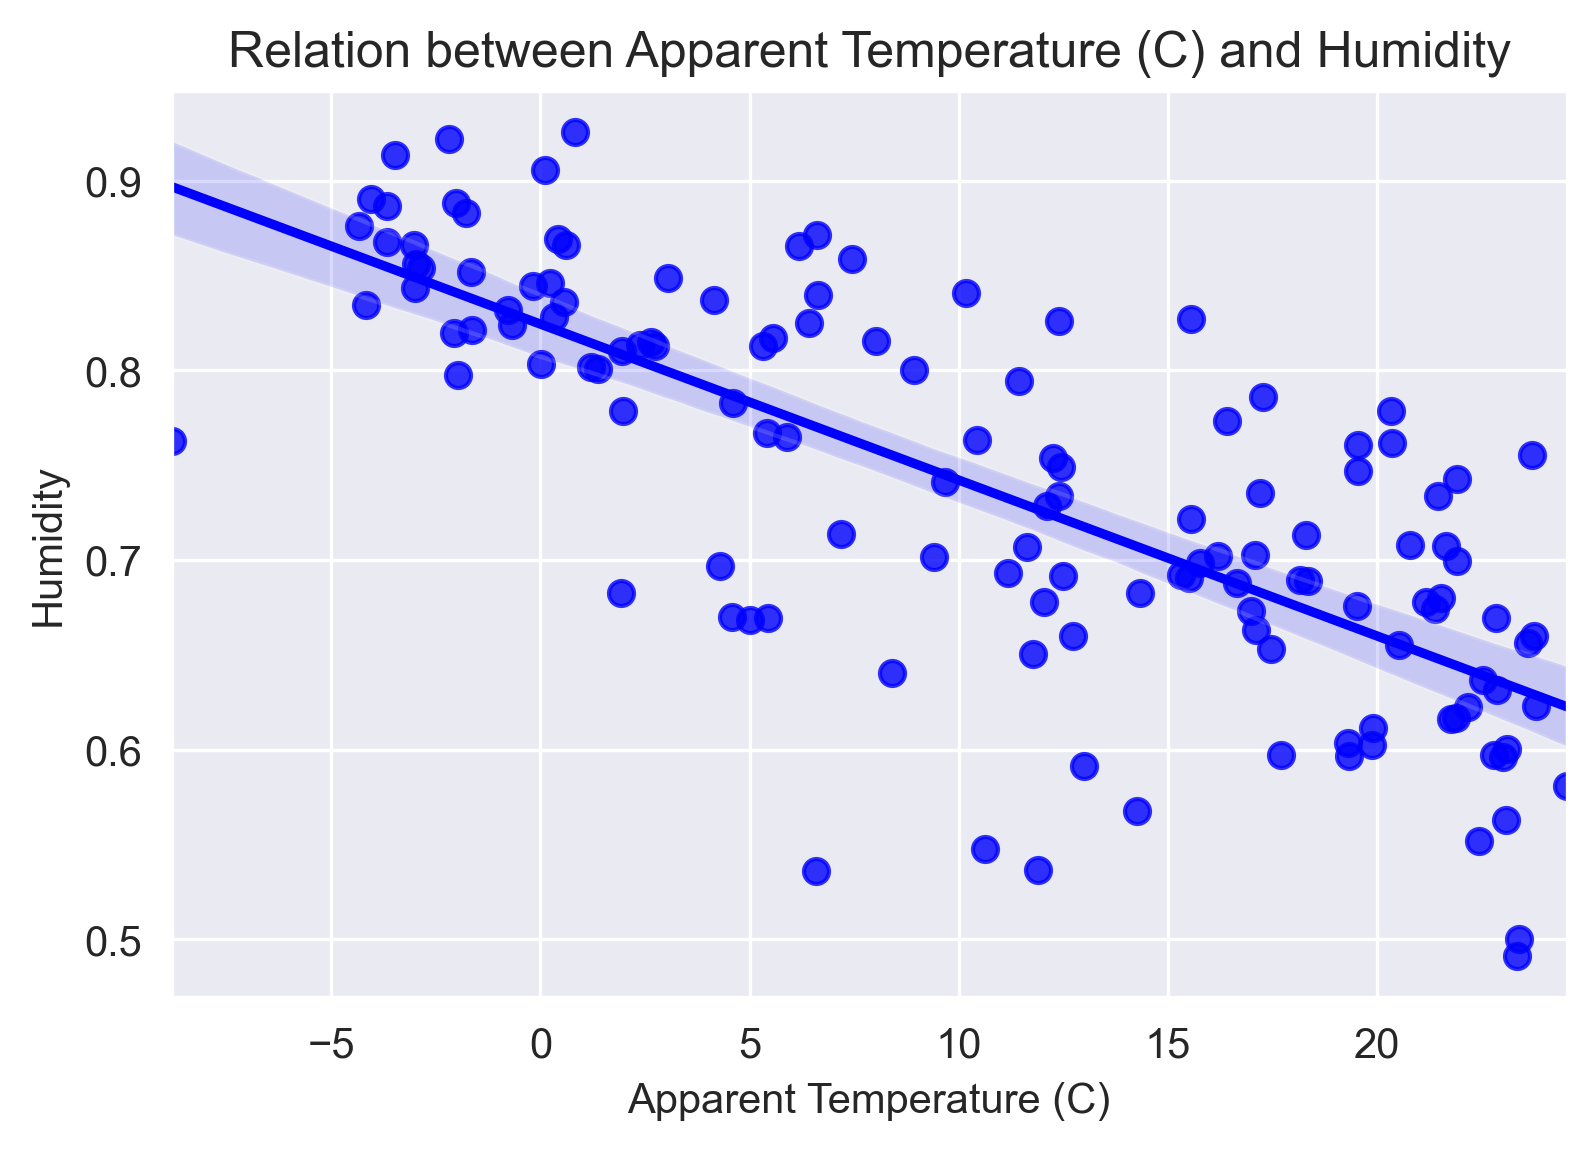 Relation between Apparent Temperature (C) and Humidity
0.9
0.8
0.7
0.6
0.5
Humidity
−5 0 5 10 15 20
Apparent Temperature (C)